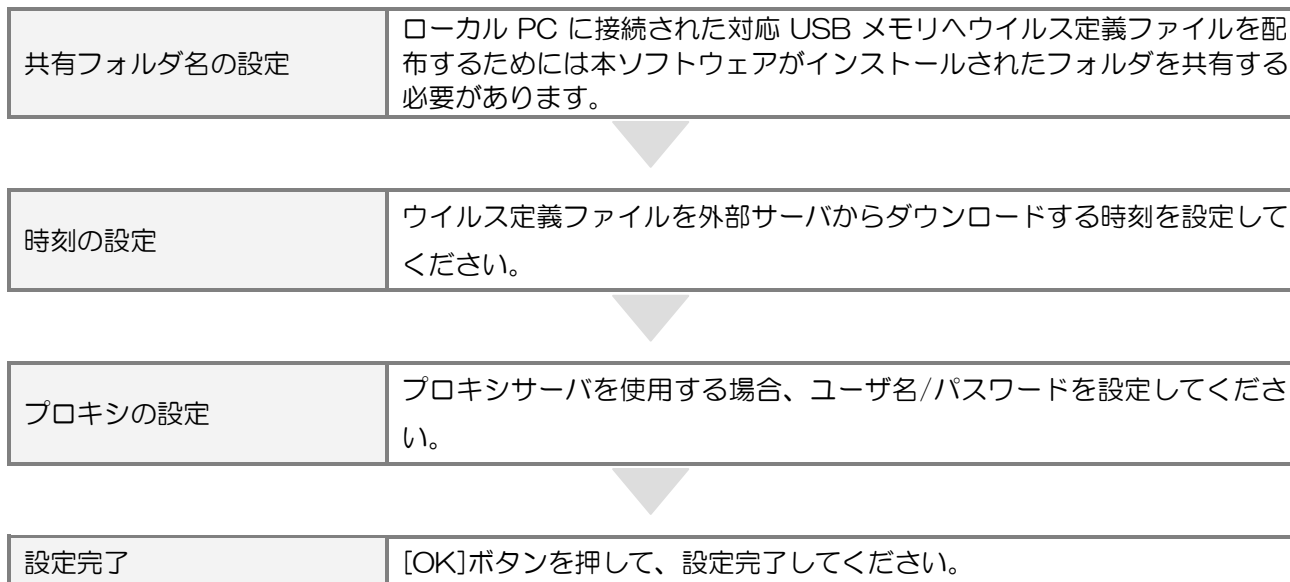 共有フォルダ名の設定
ローカル PC に接続された対応 USB メモリへウイルス定義ファイルを配
布するためには本ソフトウェアがインストールされたフォルダを共有する
必要があります。
時刻の設定
ウイルス定義ファイルを外部サーバからダウンロードする時刻を設定して
ください。
プロキシの設定
プロキシサーバを使用する場合、ユーザ名/パスワードを設定してくださ
い。
設定完了
[OK]ボタンを押して、設定完了してください。